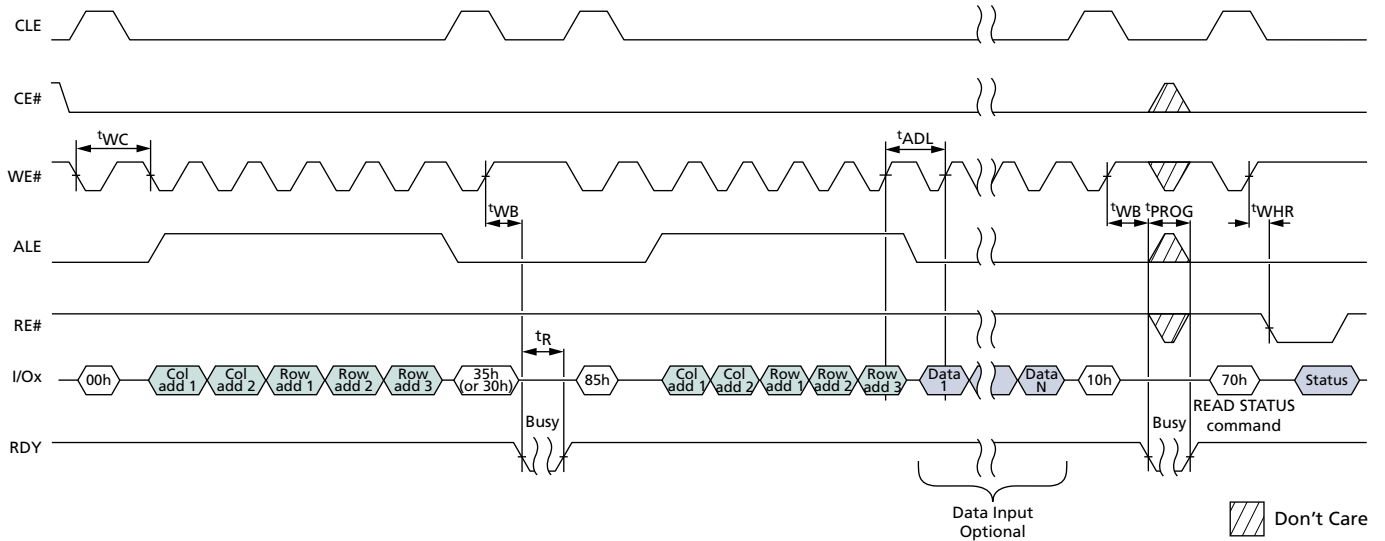 CLE
CE#
tWC
tADL
WE#
tWB
tWB
tPROG
tWHR
ALE
RE#
tR
I/Ox
00h
Col add 1
Col add 2
Row add 1
Row add 2
Row add 3
35h (or 30h)
85h
Col add 1
Col add 2
Row add 1
Row add 2
Row add 3
Data 1
Data N
10h
70h
Status
READ STATUS
command
Busy
Busy
RDY
Data Input
Optional
Don't Care